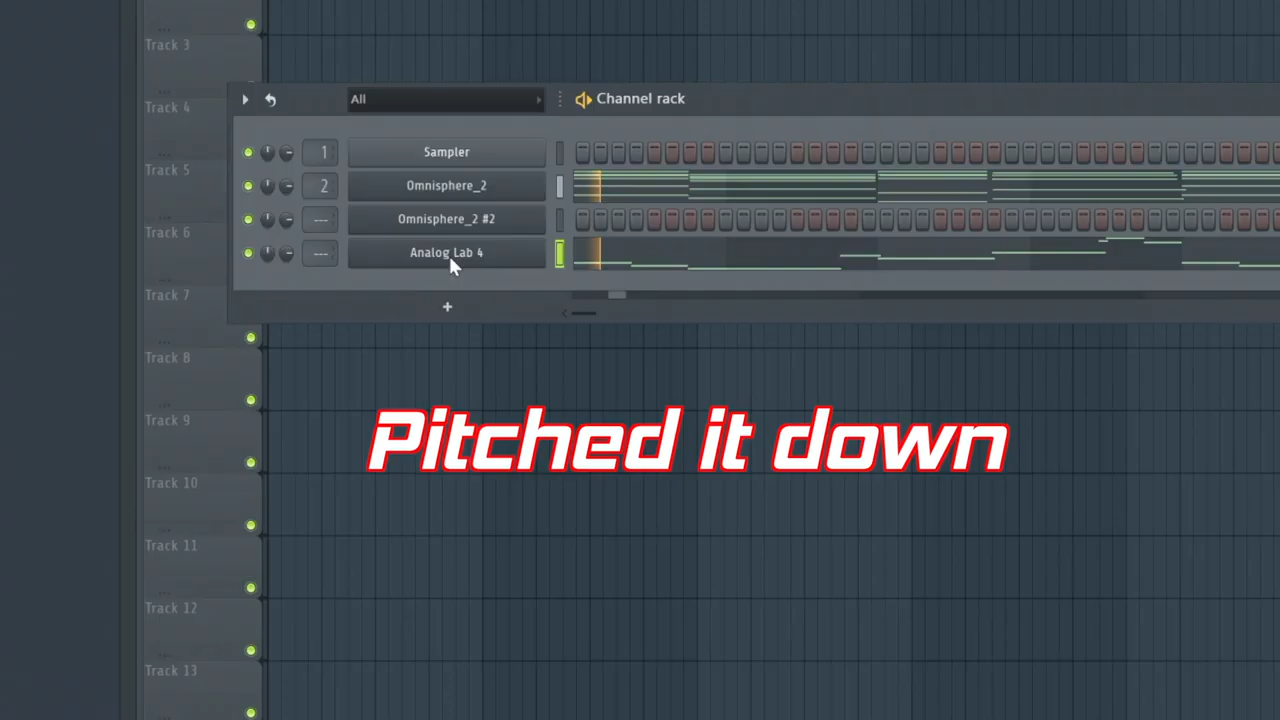 Track 3
Track 4
All
Channel rack
1
Sampler
Track 5
2
Omnisphere_2
---
Omnisphere_2 #2
Track 6
---
Analog Lab 4
Track 7
+
Track 8
Track 9
Pitched it down
Track 10
Track 11
Track 12
Track 13